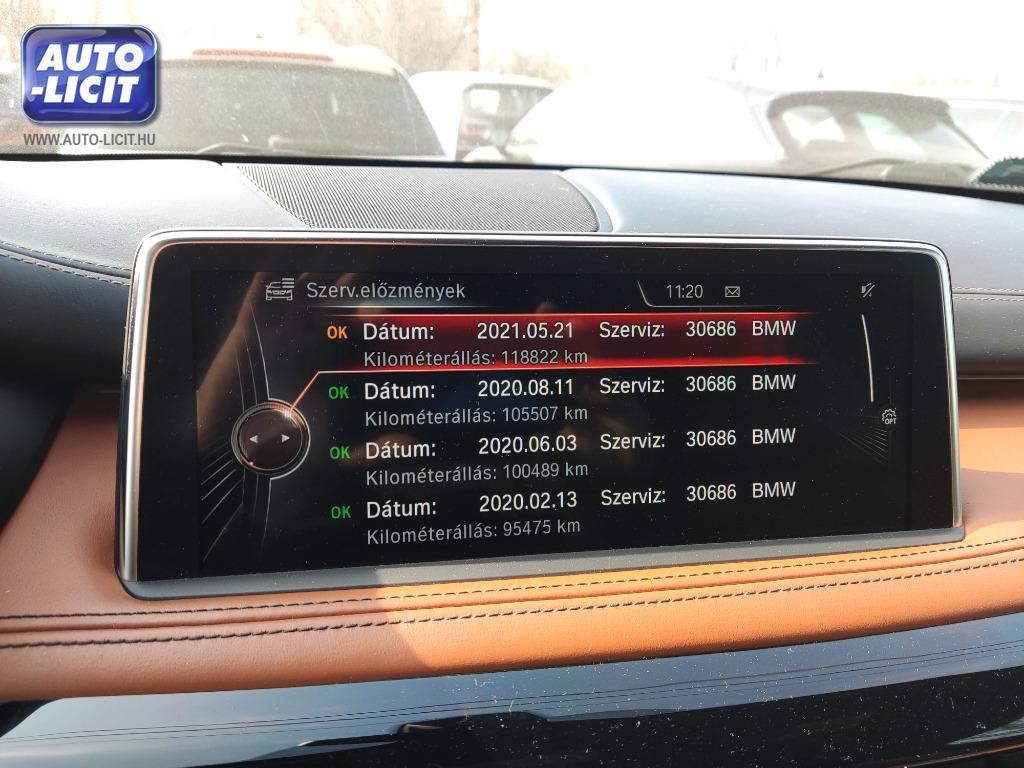 AUTO
-LICIT
WWW.AUTO-LICIT.HU
Szerv.előzmények 11:20
OK Dátum: 2021.05.21 Szerviz: 30686 BMW
Kilométerállás: 118822 km
OK Dátum: 2020.08.11 Szerviz: 30686 BMW
Kilométerállás: 105507 km
OPT
OK Dátum: 2020.06.03 Szerviz: 30686 BMW
Kilométerállás: 100489 km
OK Dátum: 2020.02.13 Szerviz: 30686 BMW
Kilométerállás: 95475 km